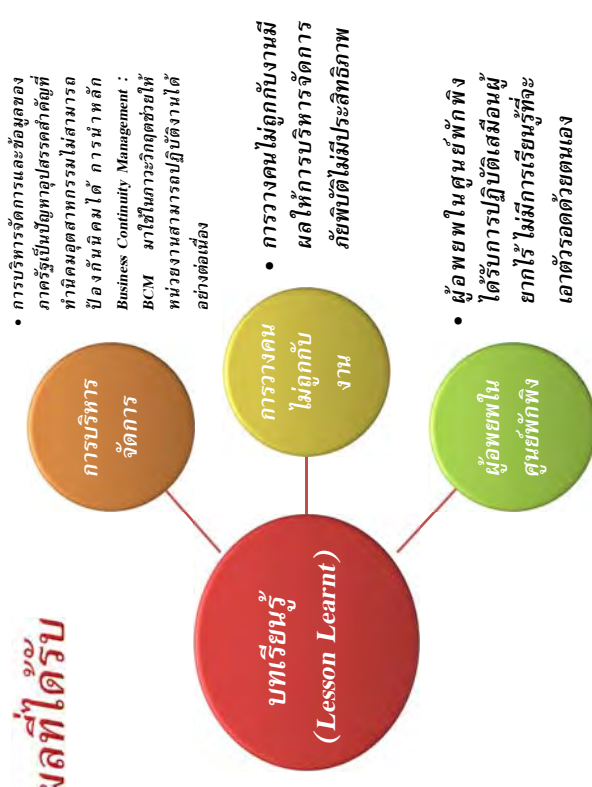 ผลที่ได้รับ
บทเรียนรู้
(Lesson Learnt)
การบริหาร
จัดการ
• การบริหารจัดการและข้อมูลของ
ภาครัฐเป็นปัญหาอุปสรรคสำคัญที่
ทำนิคมอุตสาหกรรมไม่สามารถ
ป้องกันนิคมได้ การนำหลัก
Business Continuity Management :
BCM มาใช้ในภาวะวิกฤตช่วยให้
หน่วยงานสามารถปฏิบัติงานได้
อย่างต่อเนื่อง
การวางคน
ไม่ถูกกับ
งาน
• การวางคนไม่ถูกกับงานมี
ผลให้การบริหารจัดการ
ภัยพิบัติไม่มีประสิทธิภาพ
ผู้อพยพใน
ศูนย์พักพิง
• ผู้อพยพในศูนย์พักพิง
ได้รับการปฏิบัติเสมือนผู้
ยากไร้ ไม่มีการเรียนรู้ที่จะ
เอาตัวรอดด้วยตนเอง